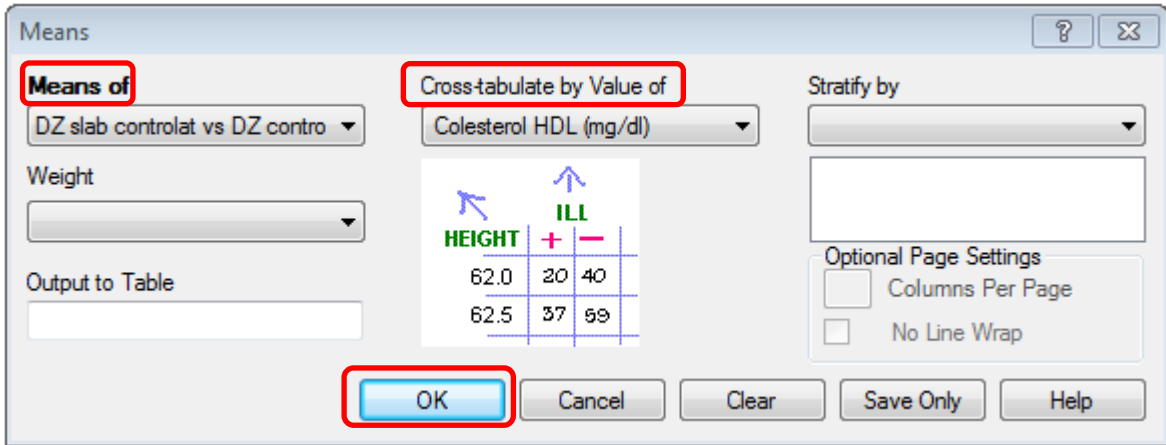 Means
Means of
Cross-tabulate by Value of
Stratify by
DZ slab controlat vs DZ contro
Colesterol HDL (mg/dl)
Weight
ILL
HEIGHT + −
62.0 20 40
62.5 37 59
Output to Table
Optional Page Settings
Columns Per Page
No Line Wrap
OK
Cancel
Clear
Save Only
Help